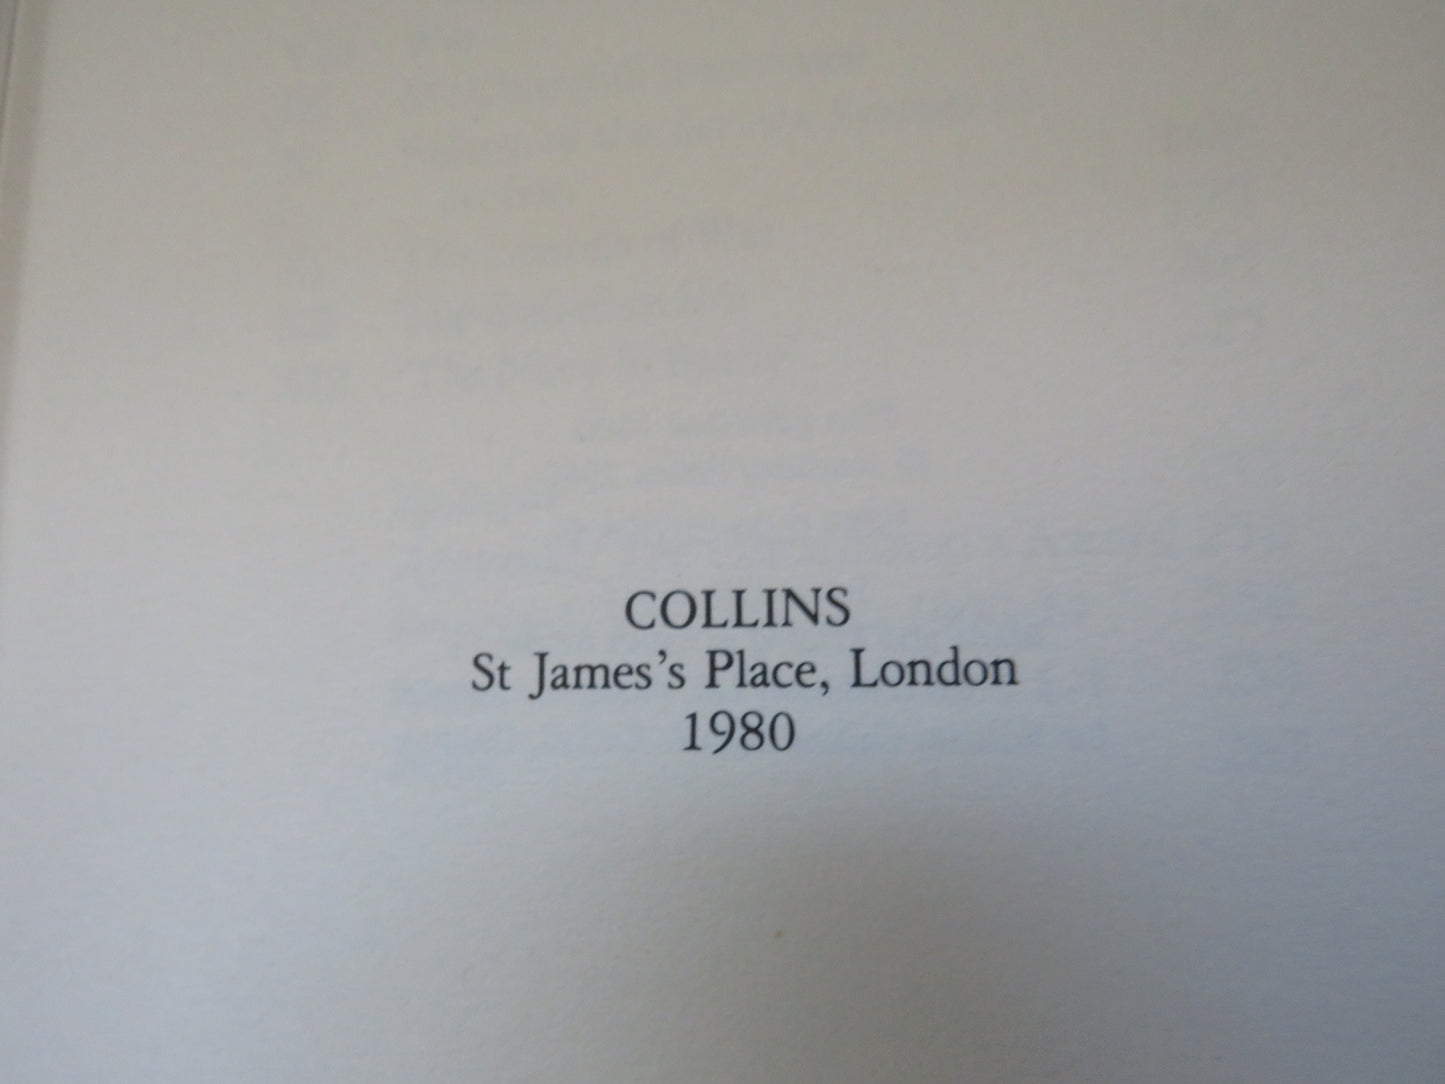 COLLINS
St James’s Place, London
1980